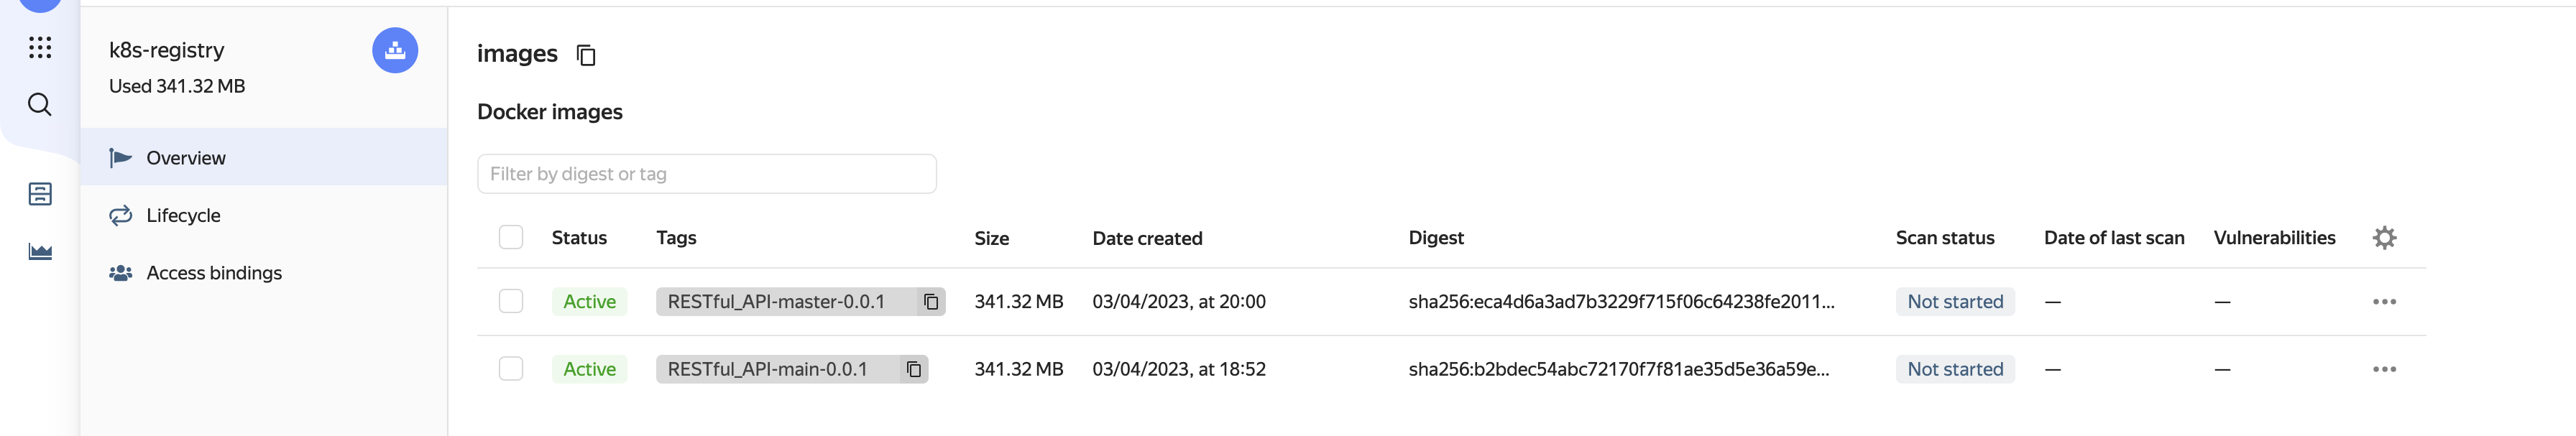 k8s-registry
Used 341.32 MB
Overview
Lifecycle
Access bindings
images
Docker images
Filter by digest or tag
Status Tags Size Date created Digest Scan status Date of last scan Vulnerabilities
Active RESTful_API-master-0.0.1 341.32 MB 03/04/2023, at 20:00 sha256:eca4d6a3ad7b3229f715f06c64238fe2011... Not started — —
Active RESTful_API-main-0.0.1 341.32 MB 03/04/2023, at 18:52 sha256:b2bdec54abc72170f7f81ae35d5e36a59e... Not started — —